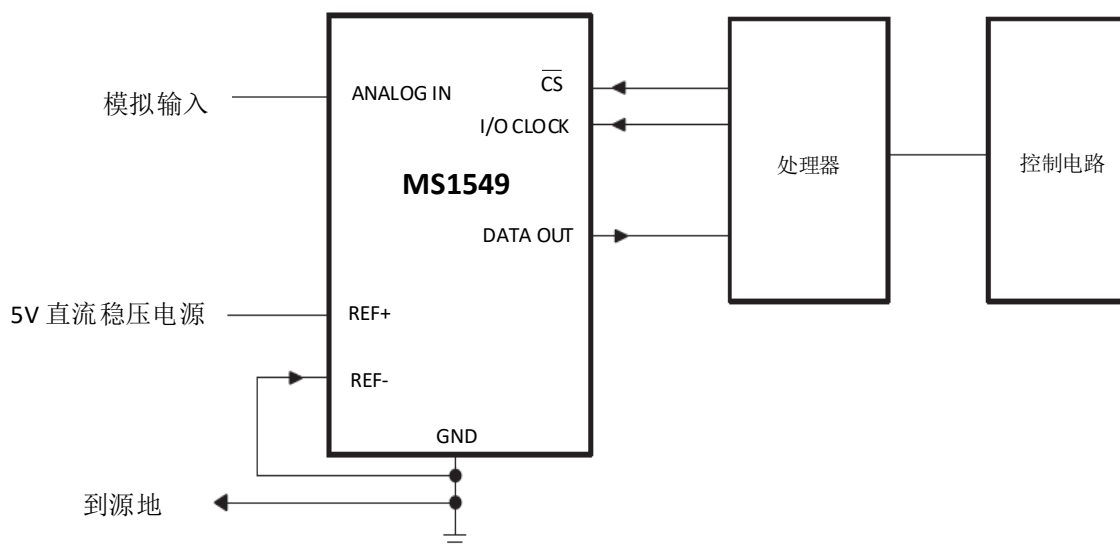 模拟输入
ANALOG IN
CS
I/O CLOCK
MS1549
DATA OUT
处理器
控制电路
5V 直流稳压电源
REF+
REF-
GND
到源地